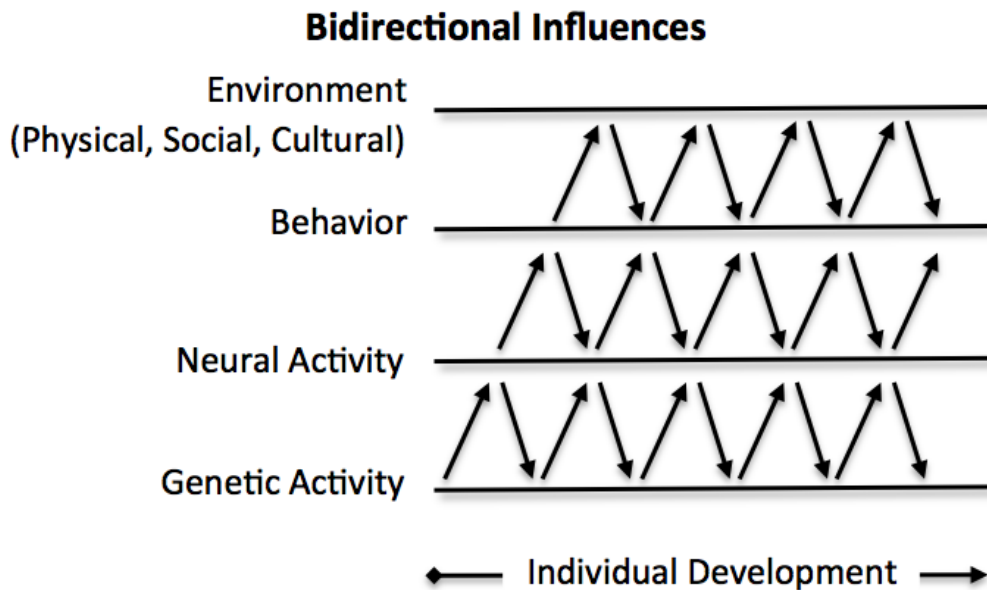 Bidirectional Influences
Environment
(Physical, Social, Cultural)
Behavior
Neural Activity
Genetic Activity
Individual Development